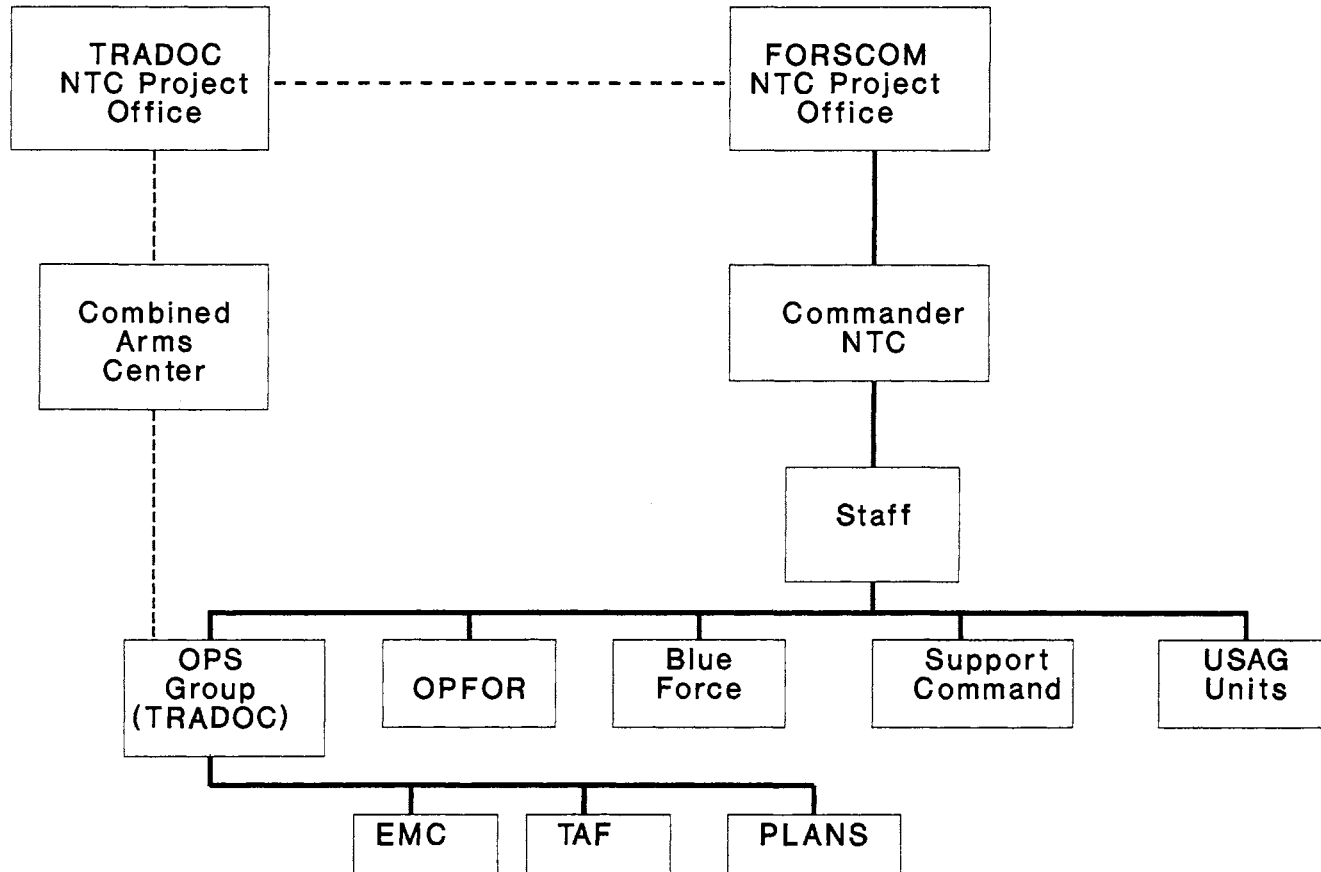 TRADOC
NTC Project
Office
FORSCOM
NTC Project
Office
Combined
Arms
Center
Commander
NTC
Staff
OPS
Group
(TRADOC)
OPFOR
Blue
Force
Support
Command
USAG
Units
EMC
TAF
PLANS